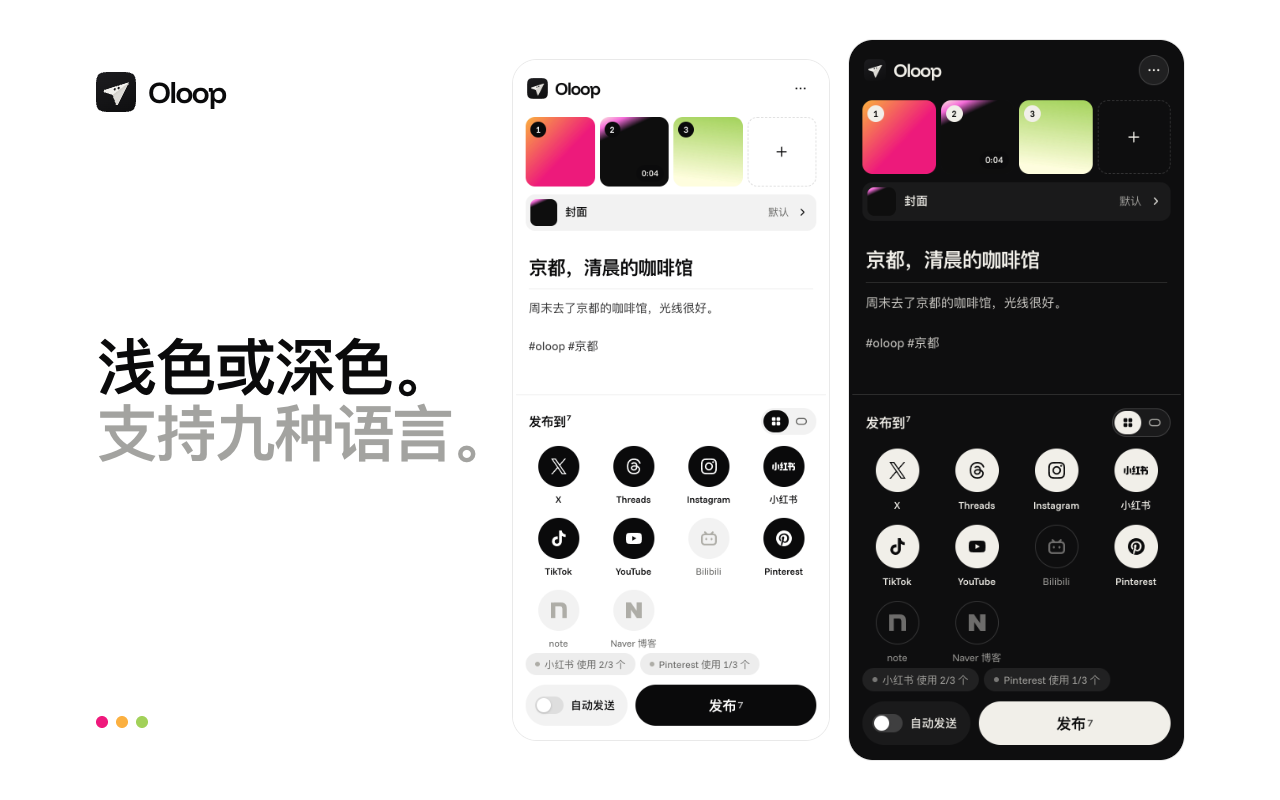 Oloop
浅色或深色。
支持九种语言。
Oloop
1
2
0:04
3
封面
默认
京都，清晨的咖啡馆
周末去了京都的咖啡馆，光线很好。
#oloop #京都
发布到7
X
Threads
Instagram
小红书
小红书
TikTok
YouTube
Bilibili
Pinterest
note
Naver 博客
小红书 使用 2/3 个
Pinterest 使用 1/3 个
自动发送
发布7
Oloop
1
2
0:04
3
封面
默认
京都，清晨的咖啡馆
周末去了京都的咖啡馆，光线很好。
#oloop #京都
发布到7
X
Threads
Instagram
小红书
小红书
TikTok
YouTube
Bilibili
Pinterest
note
Naver 博客
小红书 使用 2/3 个
Pinterest 使用 1/3 个
自动发送
发布7